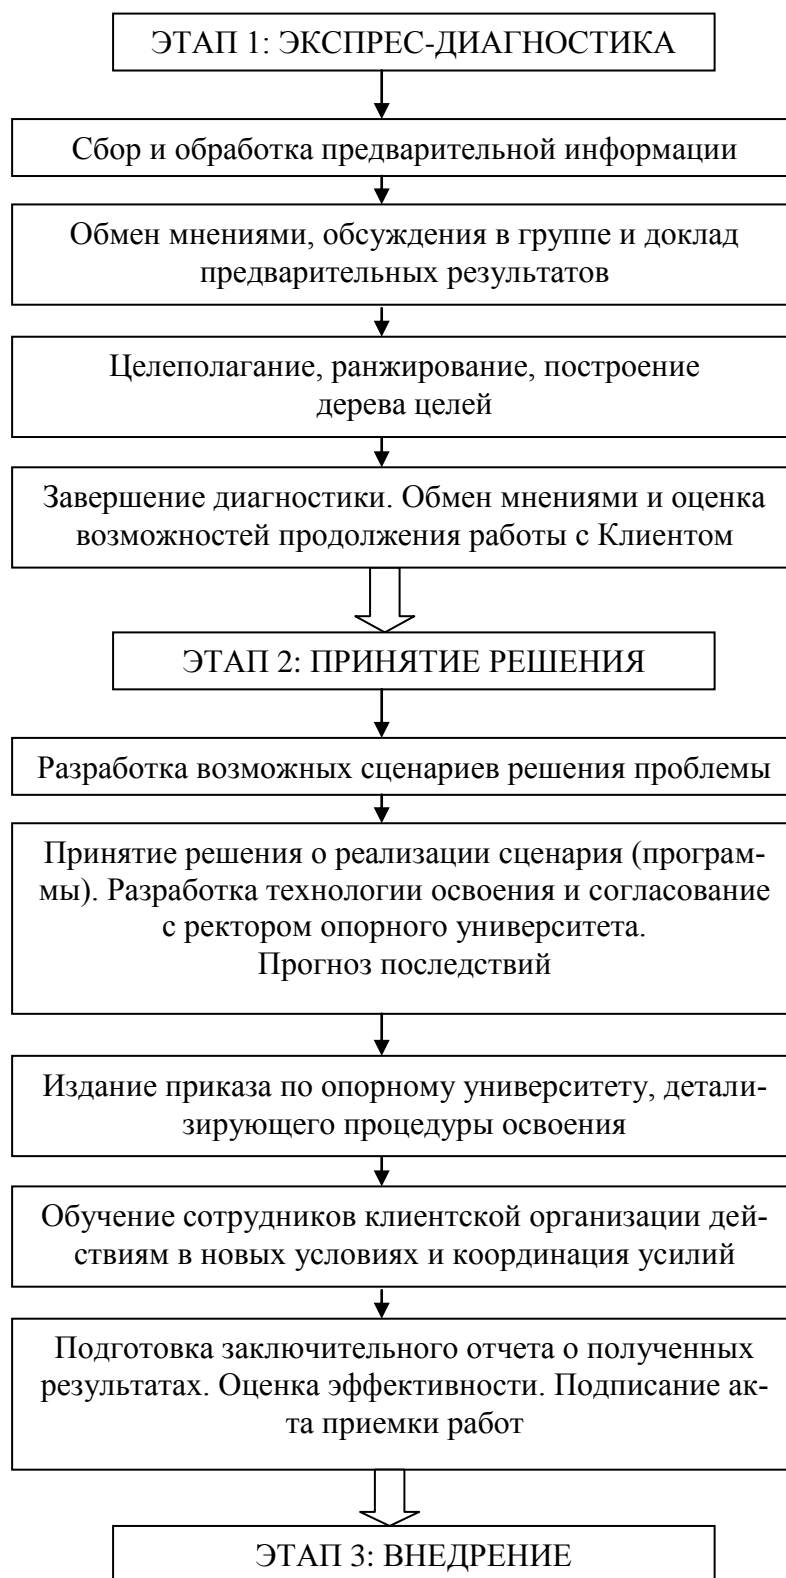 ЭТАП 1: ЭКСПРЕС-ДИАГНОСТИКА
Сбор и обработка предварительной информации
Обмен мнениями, обсуждения в группе и доклад
предварительных результатов
Целеполагание, ранжирование, построение
дерева целей
Завершение диагностики. Обмен мнениями и оценка
возможностей продолжения работы с Клиентом
ЭТАП 2: ПРИНЯТИЕ РЕШЕНИЯ
Разработка возможных сценариев решения проблемы
Принятие решения о реализации сценария (програм-
мы). Разработка технологии освоения и согласование
с ректором опорного университета.
Прогноз последствий
Издание приказа по опорному университету, детали-
зирующего процедуры освоения
Обучение сотрудников клиентской организации дей-
ствиям в новых условиях и координация усилий
Подготовка заключительного отчета о полученных
результатах. Оценка эффективности. Подписание ак-
та приемки работ
ЭТАП 3: ВНЕДРЕНИЕ